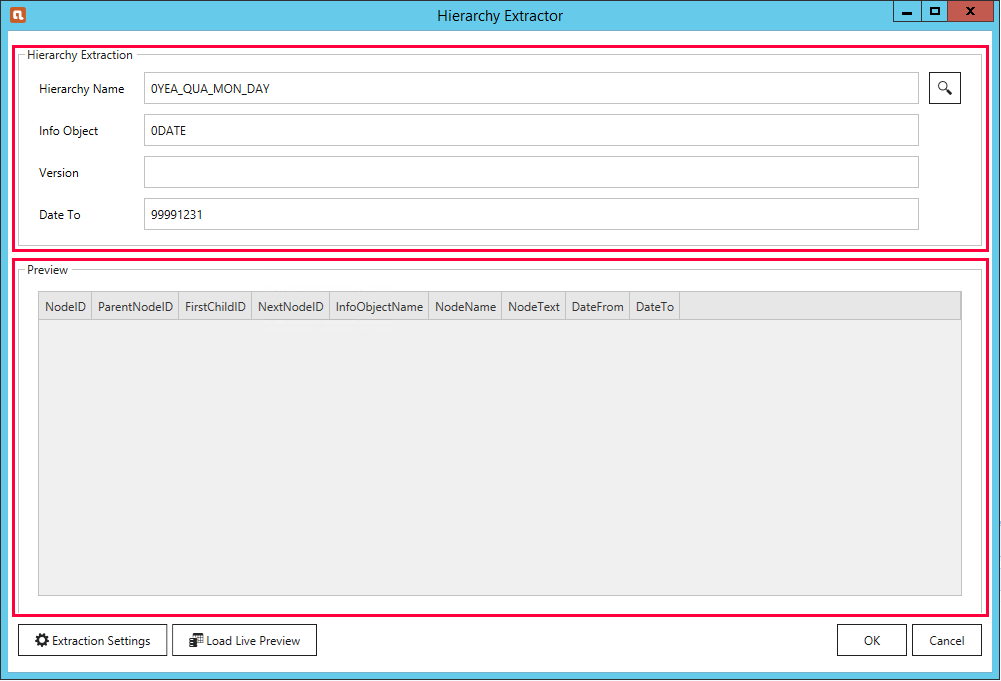 Hierarchy Extractor
Hierarchy Extraction
Hierarchy Name 0YEA_QUA_MON_DAY
Info Object 0DATE
Version
Date To 99991231
Preview
NodeID ParentNodeID FirstChildID NextNodeID InfoObjectName NodeName NodeText DateFrom DateTo
Extraction Settings Load Live Preview OK Cancel